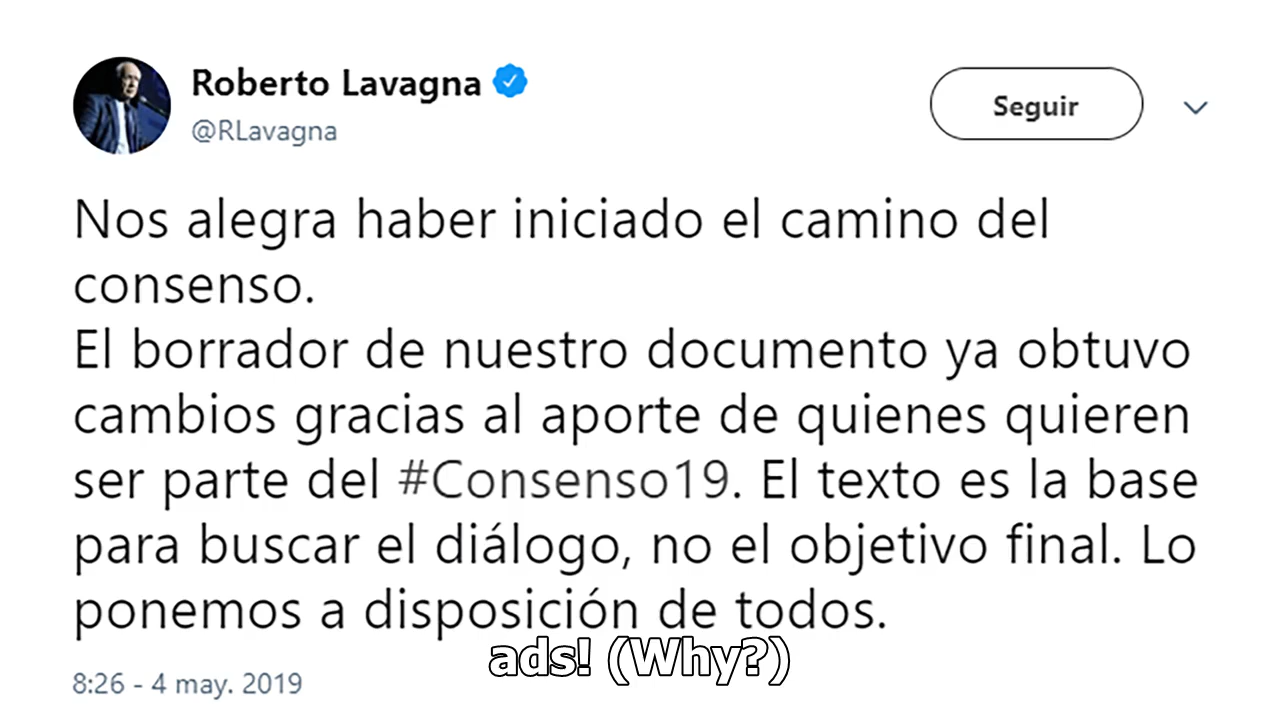 Roberto Lavagna
@RLavagna
Seguir
Nos alegra haber iniciado el camino del
consenso.
El borrador de nuestro documento ya obtuvo
cambios gracias al aporte de quienes quieren
ser parte del #Consenso19. El texto es la base
para buscar el diálogo, no el objetivo final. Lo
ponemos a disposición de todos.
ads! (Why?)
8:26 - 4 may. 2019